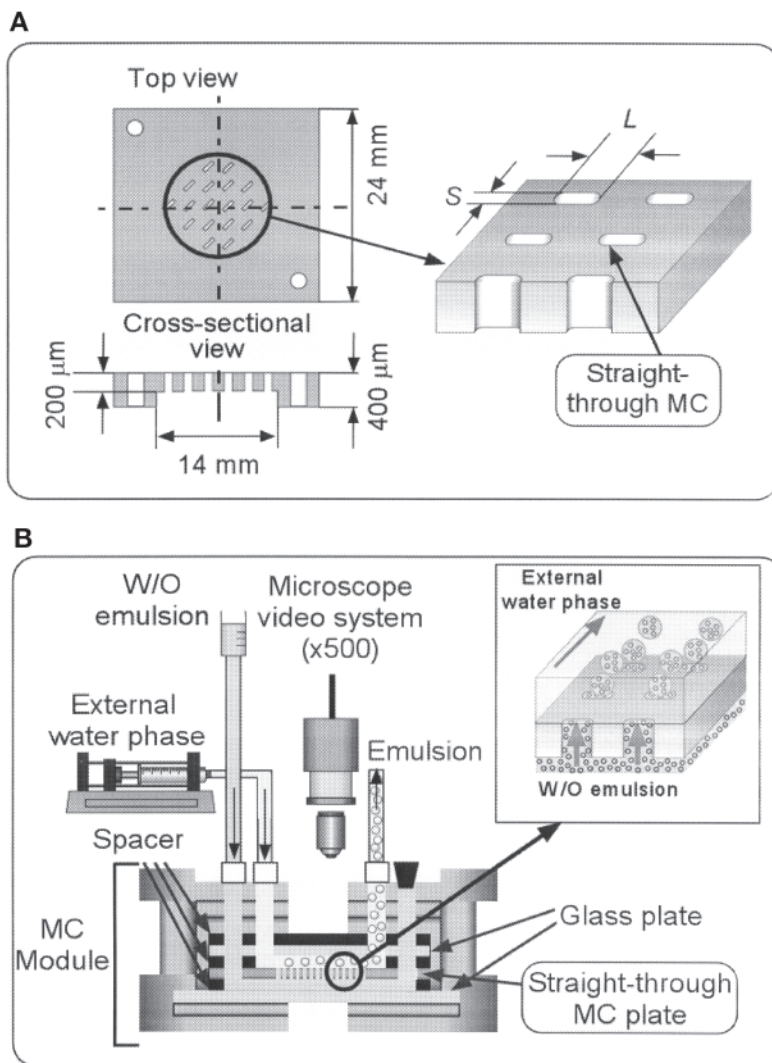 A
Top view
24 mm
Cross-sectional
view
200 μm
400 μm
14 mm
L
S
Straight-
through MC
B
W/O
emulsion
Microscope
video system
(x500)
External
water phase
Emulsion
Spacer
MC
Module
Glass plate
Straight-through
MC plate
External
water phase
W/O emulsion